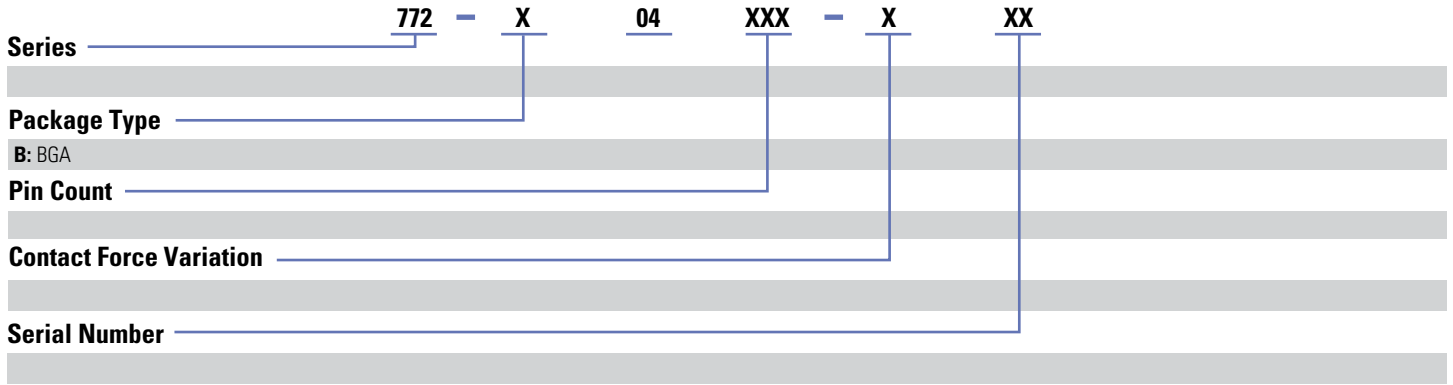 772 – X 04 XXX – X XX
Series
Package Type
B: BGA
Pin Count
Contact Force Variation
Serial Number